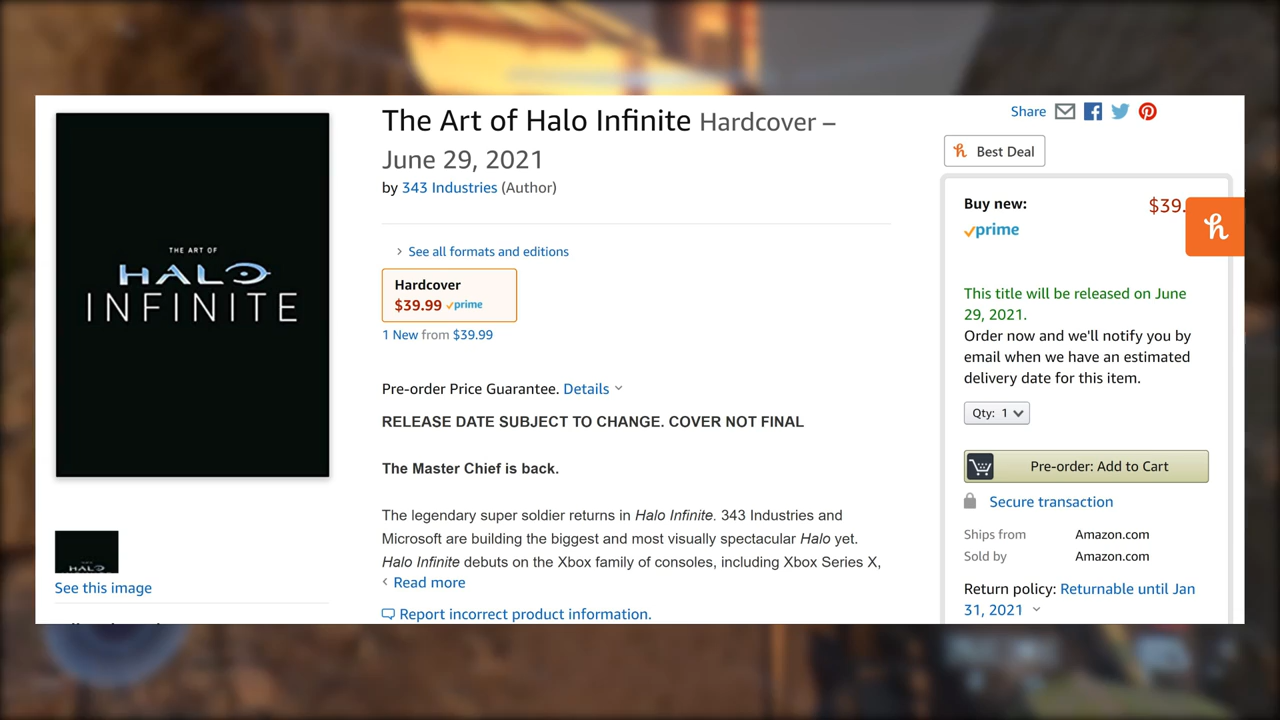 THE ART OF
HALO
INFINITE
HALO
See this image
The Art of Halo Infinite Hardcover –
June 29, 2021
by 343 Industries (Author)
See all formats and editions
Hardcover
$39.99 prime
1 New from $39.99
Pre-order Price Guarantee. Details
RELEASE DATE SUBJECT TO CHANGE. COVER NOT FINAL
The Master Chief is back.
The legendary super soldier returns in Halo Infinite. 343 Industries and
Microsoft are building the biggest and most visually spectacular Halo yet.
Halo Infinite debuts on the Xbox family of consoles, including Xbox Series X,
Read more
Report incorrect product information.
Share
Best Deal
Buy new: $39.
prime
This title will be released on June
29, 2021.
Order now and we'll notify you by
email when we have an estimated
delivery date for this item.
Qty: 1
Pre-order: Add to Cart
Secure transaction
Ships from Amazon.com
Sold by Amazon.com
Return policy: Returnable until Jan
31, 2021